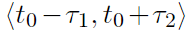 ⟨t₀ − τ₁, t₀ + τ₂⟩